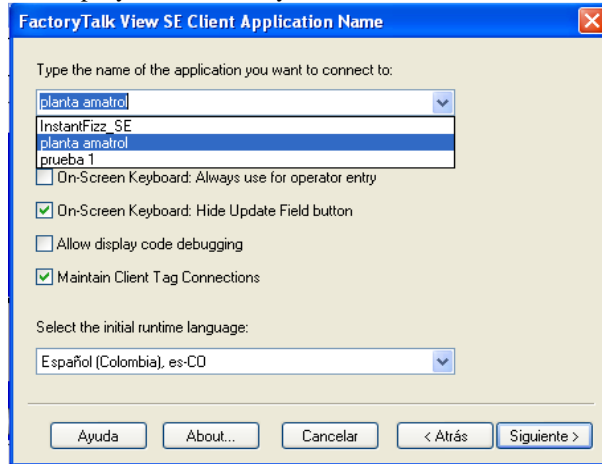 FactoryTalk View SE Client Application Name
Type the name of the application you want to connect to:
planta amatrol
InstantFizz_SE
planta amatrol
prueba 1
On-Screen Keyboard: Always use for operator entry
On-Screen Keyboard: Hide Update Field button
Allow display code debugging
Maintain Client Tag Connections
Select the initial runtime language:
Español (Colombia), es-CO
Ayuda About... Cancelar < Atrás Siguiente >